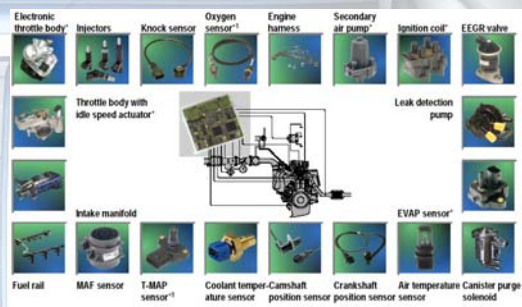 Electronic
throttle body*
Injectors
Knock sensor
Oxygen
sensor*¹
Engine
harness
Secondary
air pump*
Ignition coil*
EEGR valve
Throttle body with
idle speed actuator*
Leak detection
pump
Intake manifold
EVAP sensor*
Fuel rail
MAF sensor
T-MAP
sensor*¹
Coolant temper-
ature sensor
Camshaft
position sensor
Crankshaft
position sensor
Air temperature
sensor
Canister purge
solenoid